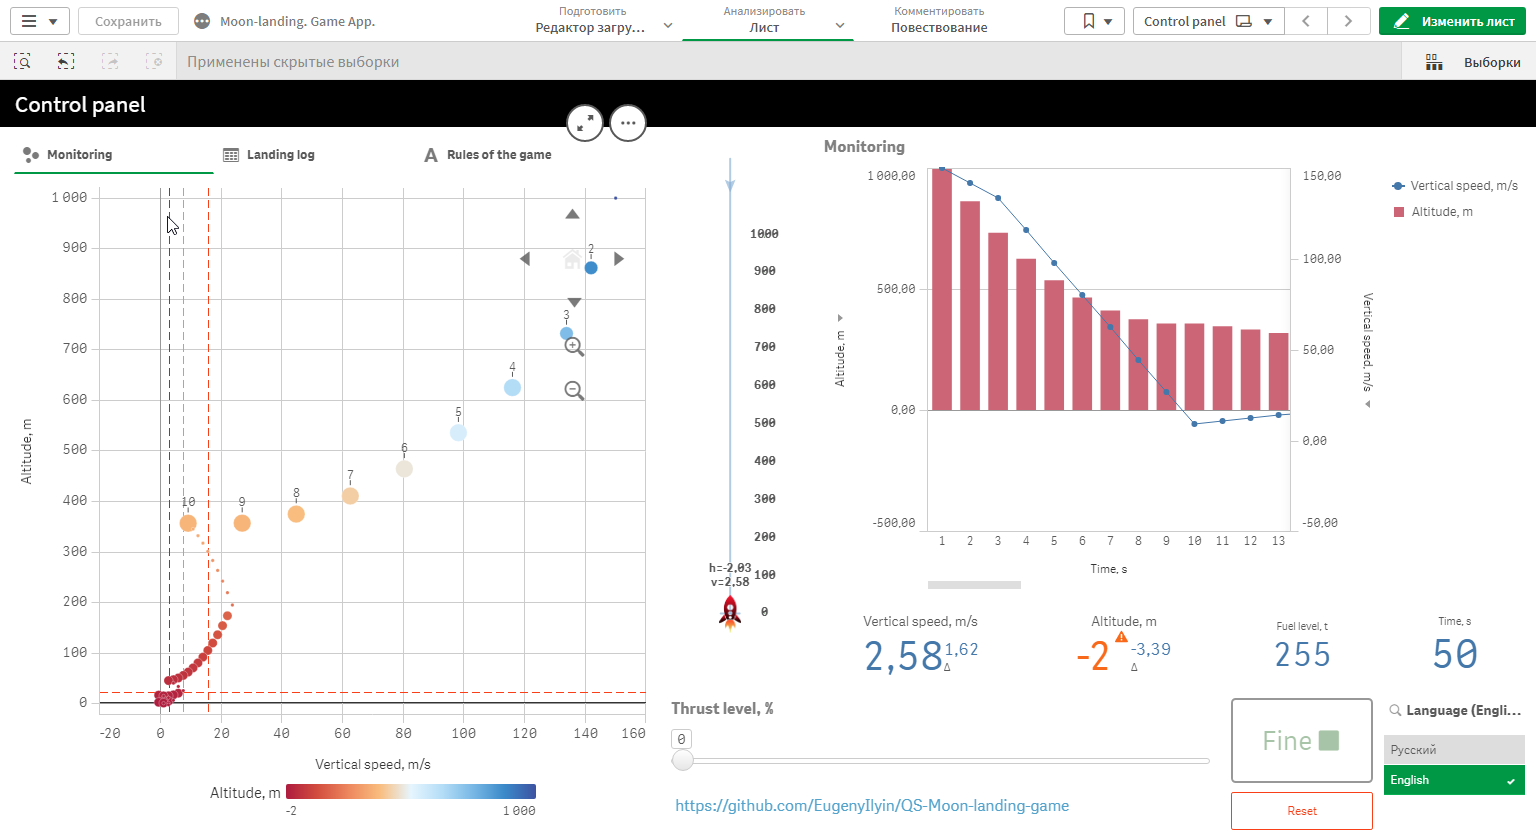 Сохранить
Moon-landing. Game App.
Подготовить
Редактор загру...
Анализировать
Лист
Комментировать
Повествование
Control panel
Изменить лист
Применены скрытые выборки
Выборки
Control panel
Monitoring
Landing log
Rules of the game
1 000
900
800
700
600
500
400
300
200
100
0
Altitude, m
2
3
4
5
6
7
8
9
10
-20
0
20
40
60
80
100
120
140
160
Vertical speed, m/s
Altitude, m
-2
1 000
1000
900
800
700
600
500
400
300
200
100
0
h=-2,03
v=2,58
Monitoring
1 000,00
500,00
0,00
-500,00
Altitude, m
150,00
100,00
50,00
0,00
-50,00
Vertical speed, m/s
1 2 3 4 5 6 7 8 9 10 11 12 13
Time, s
Vertical speed, m/s
Altitude, m
Vertical speed, m/s
2,58
1,62
Δ
Altitude, m
-2
-3,39
Δ
Fuel level, t
255
Time, s
50
Thrust level, %
0
https://github.com/EugenyIlyin/QS-Moon-landing-game
Fine
Reset
Language (Engli...
Русский
English